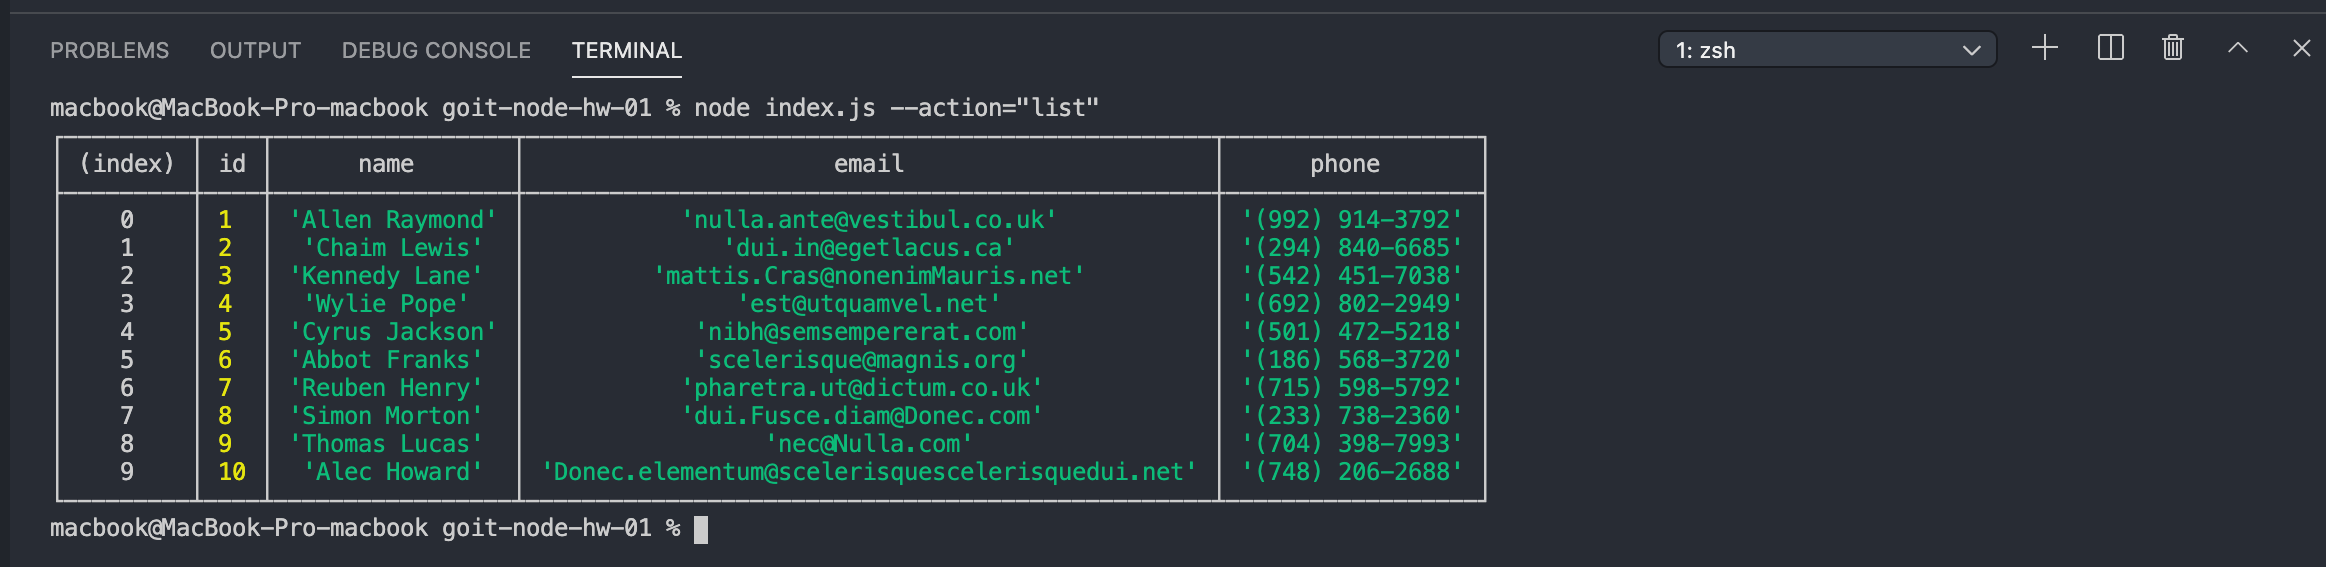 PROBLEMS OUTPUT DEBUG CONSOLE TERMINAL 1: zsh
macbook@MacBook-Pro-macbook goit-node-hw-01 % node index.js --action="list"
(index) id name email phone
0 1 'Allen Raymond' 'nulla.ante@vestibul.co.uk' '(992) 914-3792'
1 2 'Chaim Lewis' 'dui.in@egetlacus.ca' '(294) 840-6685'
2 3 'Kennedy Lane' 'mattis.Cras@nonenimMauris.net' '(542) 451-7038'
3 4 'Wylie Pope' 'est@utquamvel.net' '(692) 802-2949'
4 5 'Cyrus Jackson' 'nibh@semsempererat.com' '(501) 472-5218'
5 6 'Abbot Franks' 'scelerisque@magnis.org' '(186) 568-3720'
6 7 'Reuben Henry' 'pharetra.ut@dictum.co.uk' '(715) 598-5792'
7 8 'Simon Morton' 'dui.Fusce.diam@Donec.com' '(233) 738-2360'
8 9 'Thomas Lucas' 'nec@Nulla.com' '(704) 398-7993'
9 10 'Alec Howard' 'Donec.elementum@scelerisquescelerisquedui.net' '(748) 206-2688'
macbook@MacBook-Pro-macbook goit-node-hw-01 %